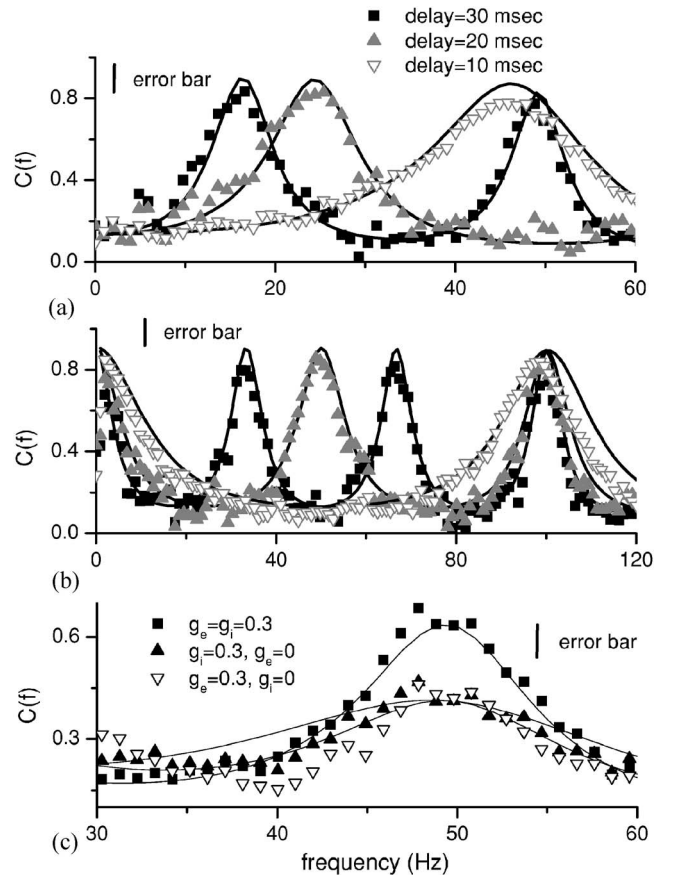 delay=30 msec
delay=20 msec
delay=10 msec
error bar
C(f)
0.8
0.4
0.0
0 20 40 60
(a)
error bar
C(f)
0.8
0.4
0.0
0 40 80 120
(b)
g_e=g_i=0.3
g_i=0.3, g_e=0
g_e=0.3, g_i=0
error bar
C(f)
0.6
0.3
30 40 50 60
(c)
frequency (Hz)